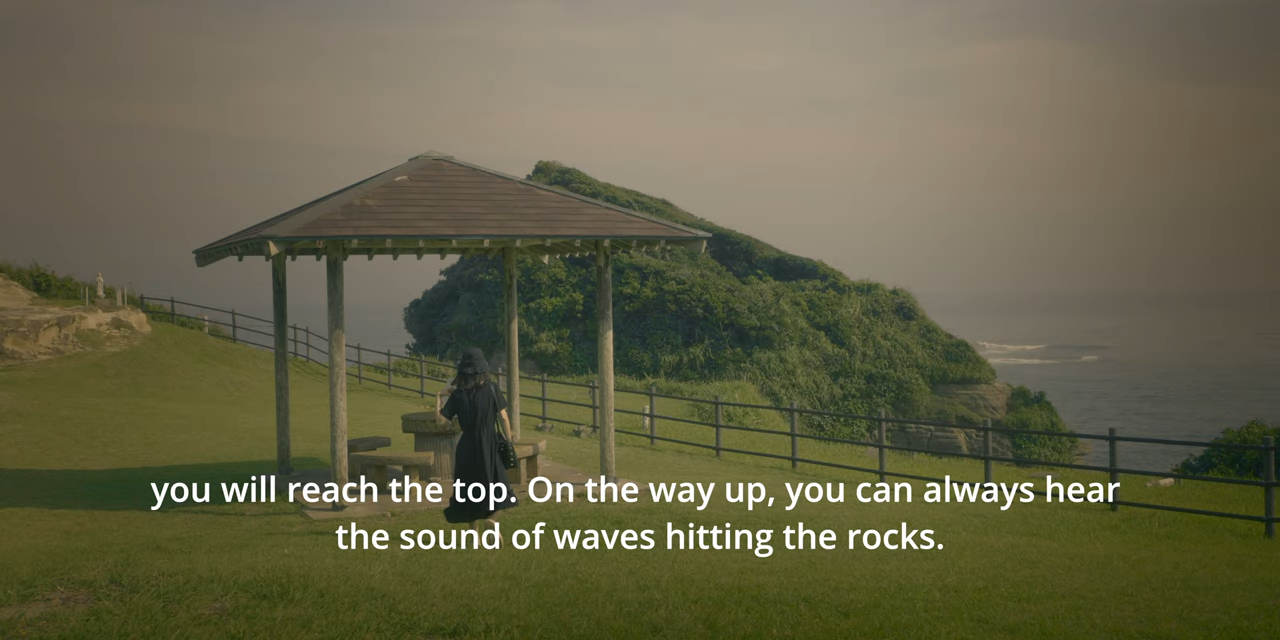 you will reach the top. On the way up, you can always hear
the sound of waves hitting the rocks.